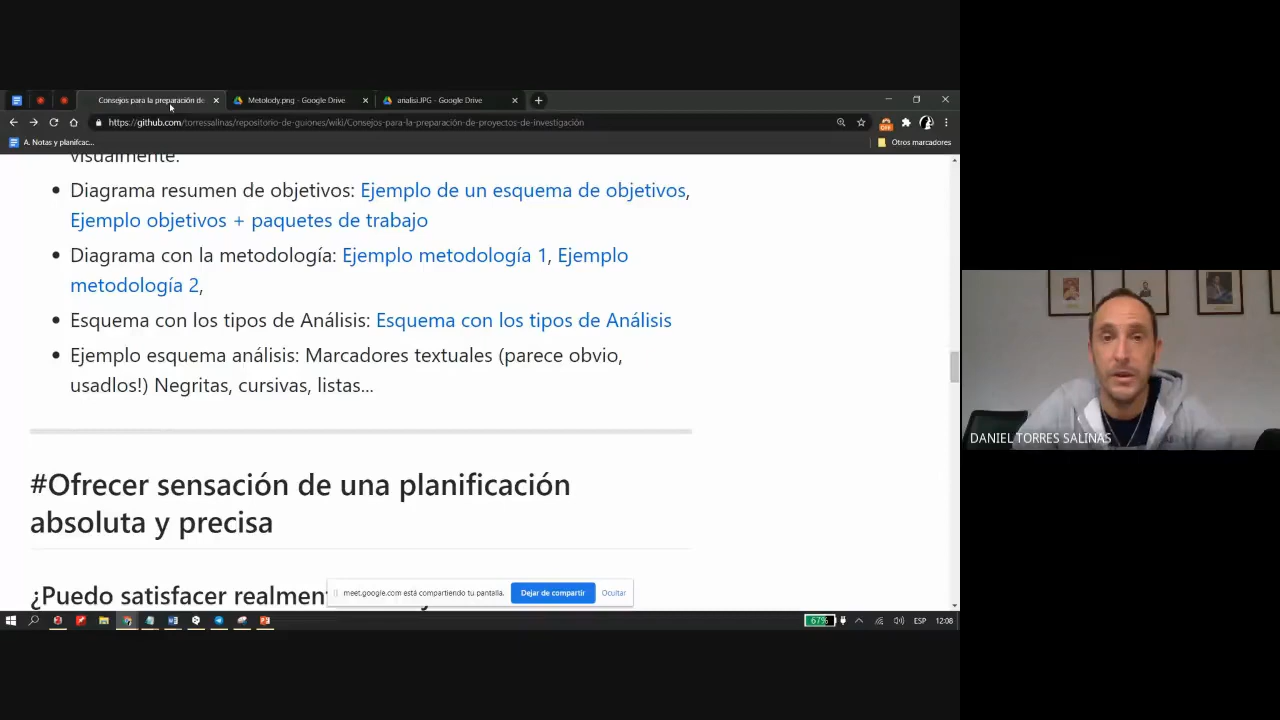 Consejos para la preparación de
Metolody.png - Google Drive
analisi.JPG - Google Drive
https://github.com/torressalinas/repositorio-de-guiones/wiki/Consejos-para-la-preparación-de-proyectos-de-investigación
OFF
A. Notas y planifcac...
Otros marcadores
visualmente.
Diagrama resumen de objetivos: Ejemplo de un esquema de objetivos,
Ejemplo objetivos + paquetes de trabajo
Diagrama con la metodología: Ejemplo metodología 1, Ejemplo
metodología 2,
Esquema con los tipos de Análisis: Esquema con los tipos de Análisis
Ejemplo esquema análisis: Marcadores textuales (parece obvio,
usadlos!) Negritas, cursivas, listas...
#Ofrecer sensación de una planificación
absoluta y precisa
¿Puedo satisfacer realmen
meet.google.com está compartiendo tu pantalla.
Dejar de compartir
Ocultar
67%
ESP
12:08
DANIEL TORRES SALINAS